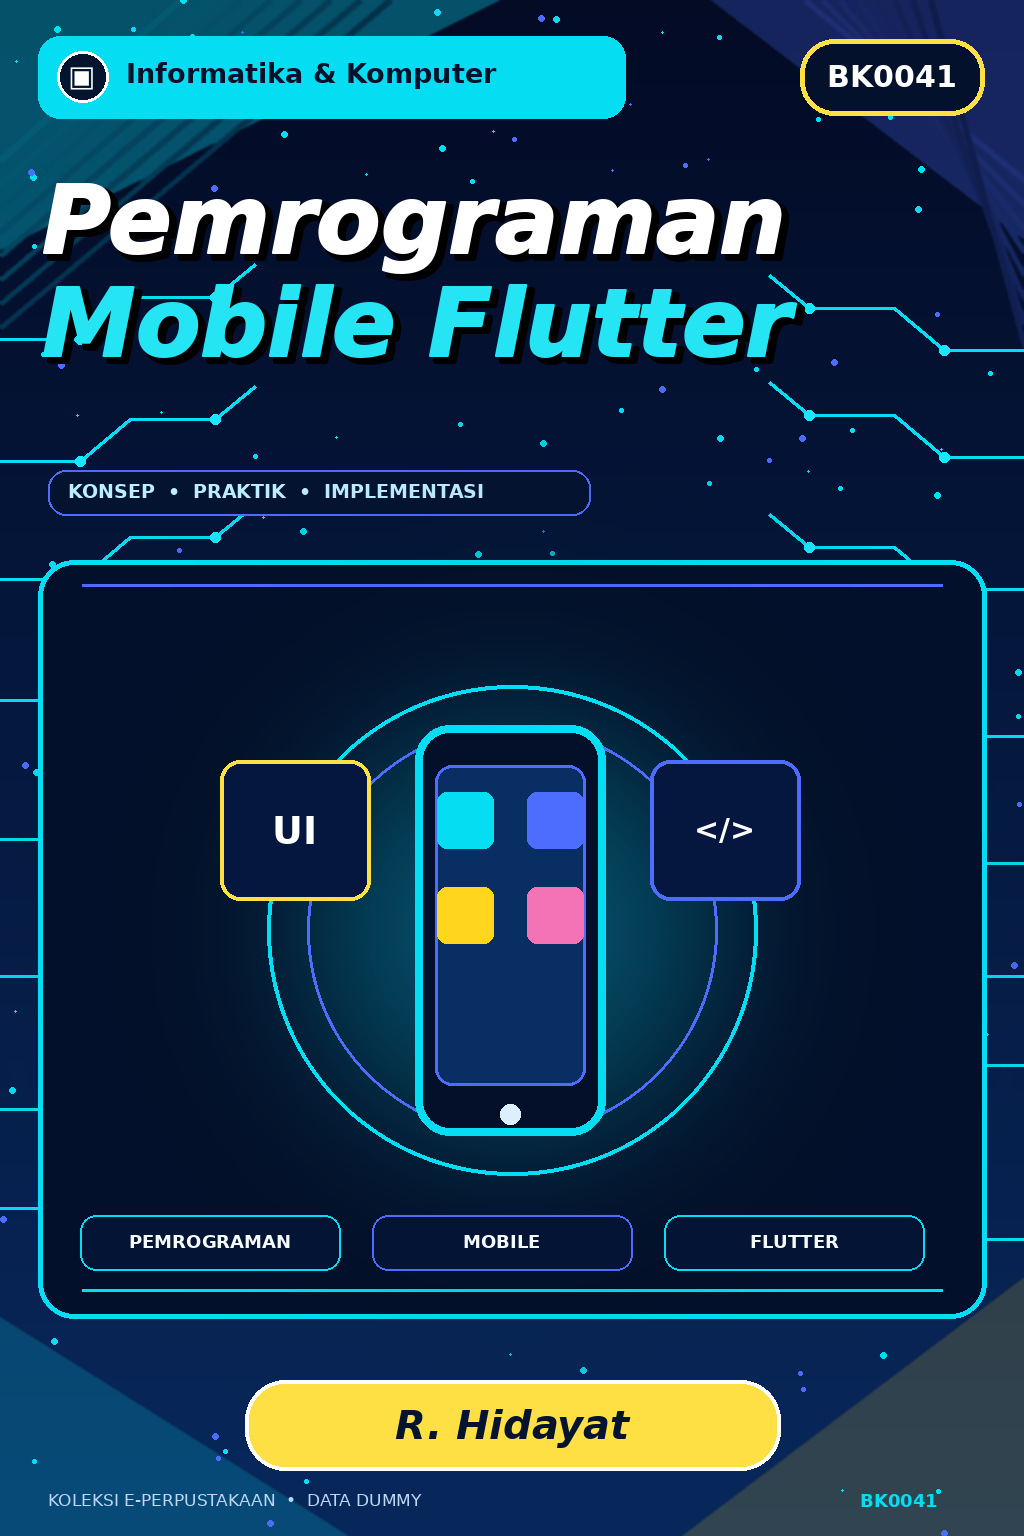 Informatika & Komputer
BK0041
Pemrograman
Mobile Flutter
KONSEP • PRAKTIK • IMPLEMENTASI
UI
</>
PEMROGRAMAN
MOBILE
FLUTTER
R. Hidayat
KOLEKSI E-PERPUSTAKAAN • DATA DUMMY
BK0041